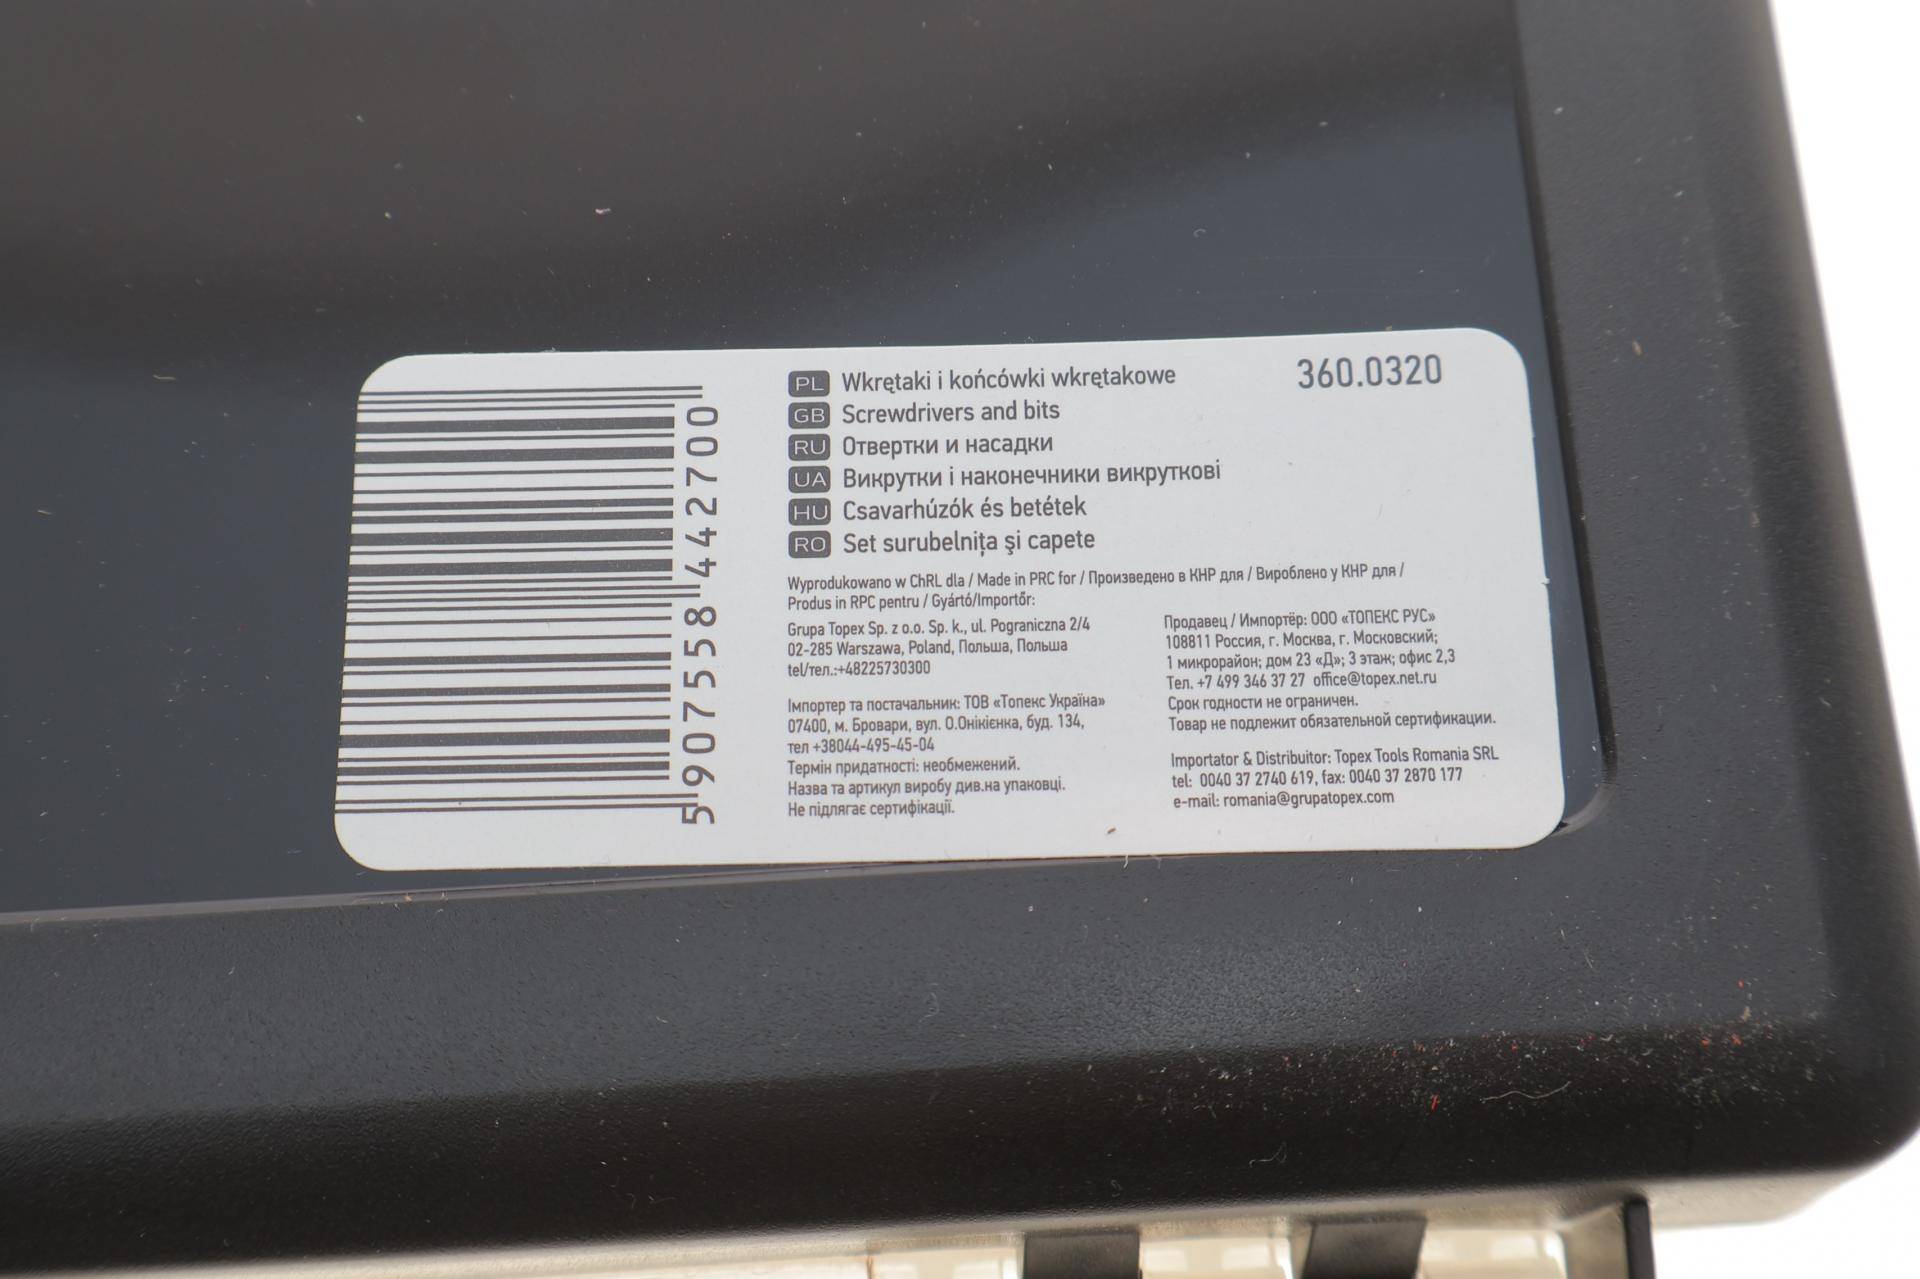 5907558442700
360.0320
PL Wkrętaki i końcówki wkrętakowe
GB Screwdrivers and bits
RU Отвертки и насадки
UA Викрутки і наконечники викруткові
HU Csavarhúzók és betétek
RO Set surubelnița şi capete
Wyprodukowano w ChRL dla / Made in PRC for / Произведено в КНР для / Вироблено у КНР для /
Produs in RPC pentru / Gyártó/Importőr:
Grupa Topex Sp. z o.o. Sp. k., ul. Pograniczna 2/4
02-285 Warszawa, Poland, Польша, Польша
tel/тел.:+48225730300
Імпортер та постачальник: ТОВ «Топекс Україна»
07400, м. Бровари, вул. О.Онікієнка, буд. 134,
тел +38044-495-45-04
Термін придатності: необмежений.
Назва та артикул виробу див.на упаковці.
Не підлягає сертифікації.
Продавец / Импортёр: ООО «ТОПЕКС РУС»
108811 Россия, г. Москва, г. Московский;
1 микрорайон; дом 23 «Д»; 3 этаж; офис 2,3
Тел. +7 499 346 37 27 office@topex.net.ru
Срок годности не ограничен.
Товар не подлежит обязательной сертификации.
Importator & Distribuitor: Topex Tools Romania SRL
tel: 0040 37 2740 619, fax: 0040 37 2870 177
e-mail: romania@grupatopex.com